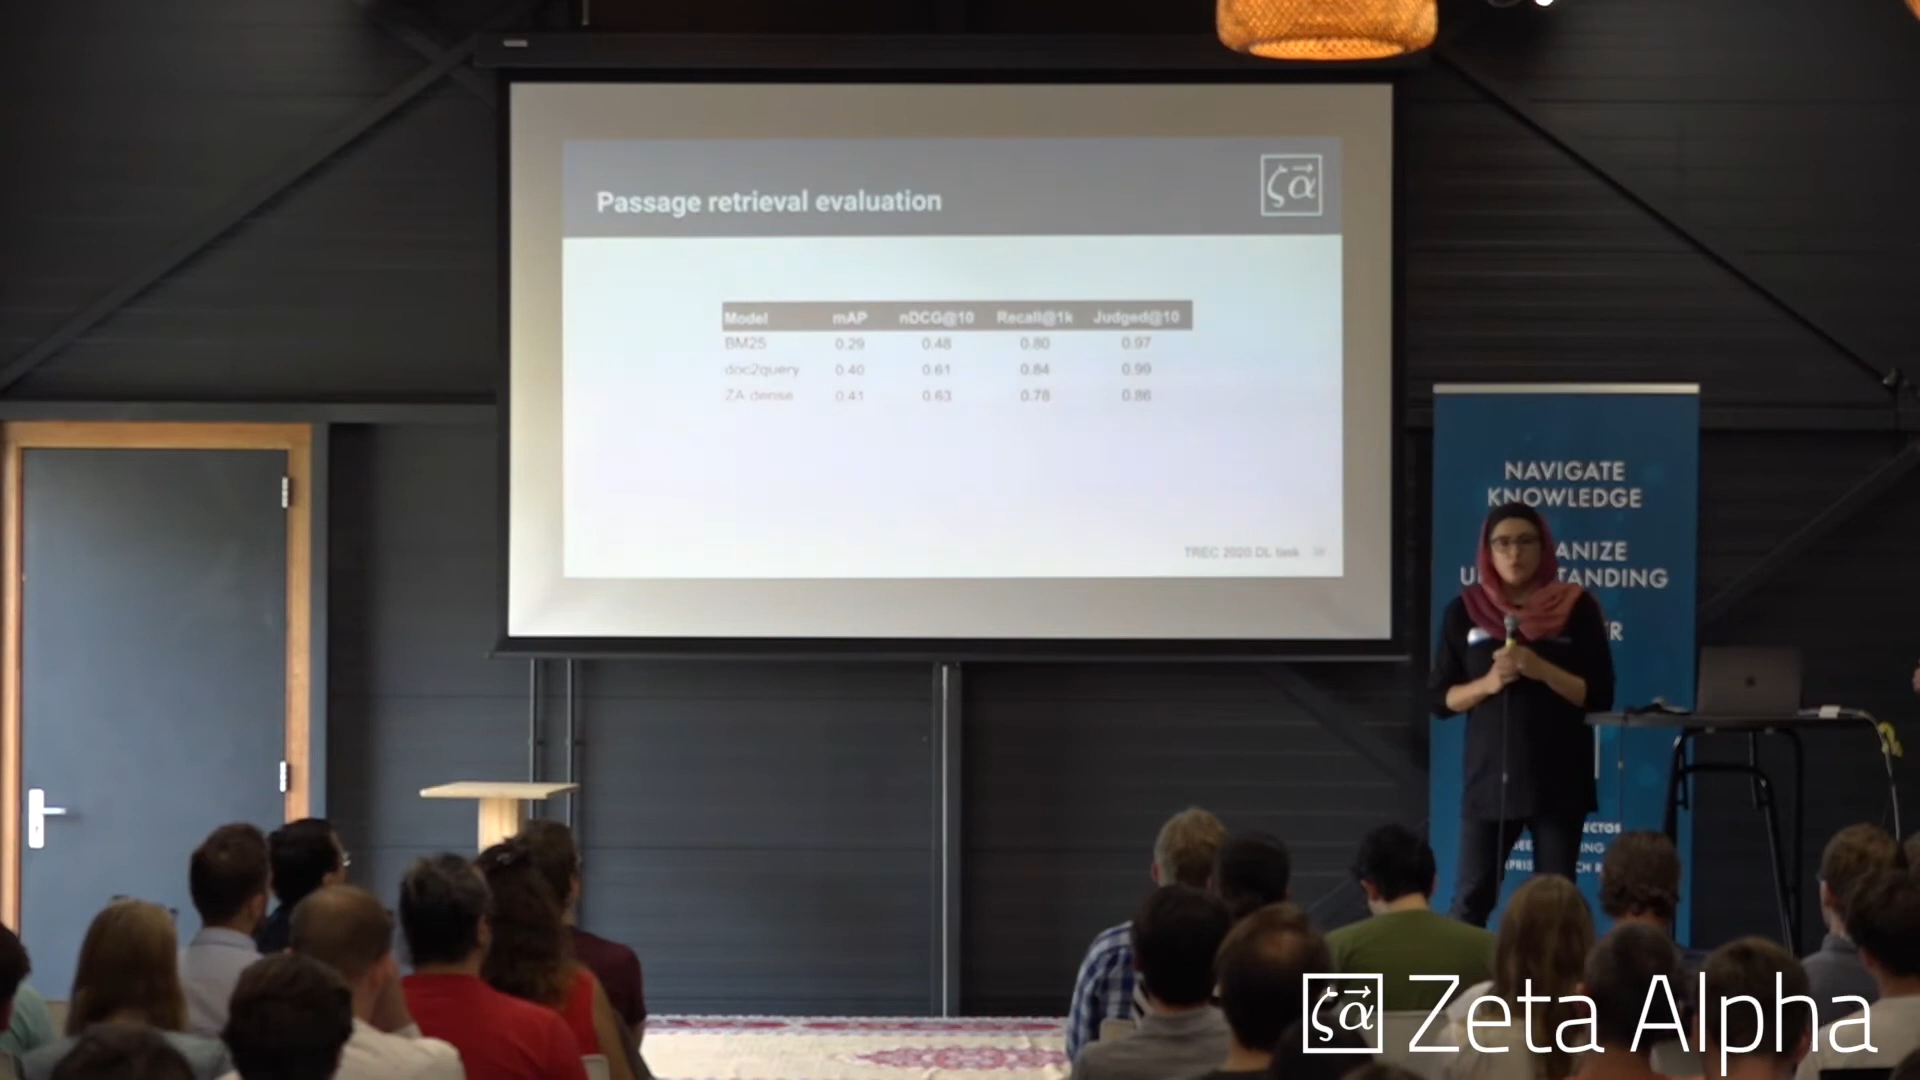 Passage retrieval evaluation
ζα
Model mAP nDCG@10 Recall@1k Judged@10
BM25 0.29 0.48 0.80 0.97
doc2query 0.40 0.61 0.84 0.99
ZA dense 0.41 0.63 0.78 0.86
TREC 2020 DL task
NAVIGATE
KNOWLEDGE
ANIZE
TANDING
ζα Zeta Alpha